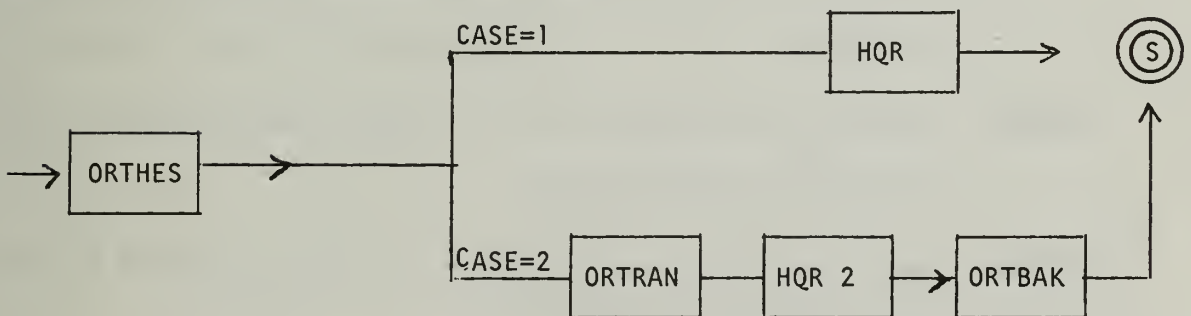 CASE=1
HQR
S
ORTHES
CASE=2
ORTRAN
HQR 2
ORTBAK